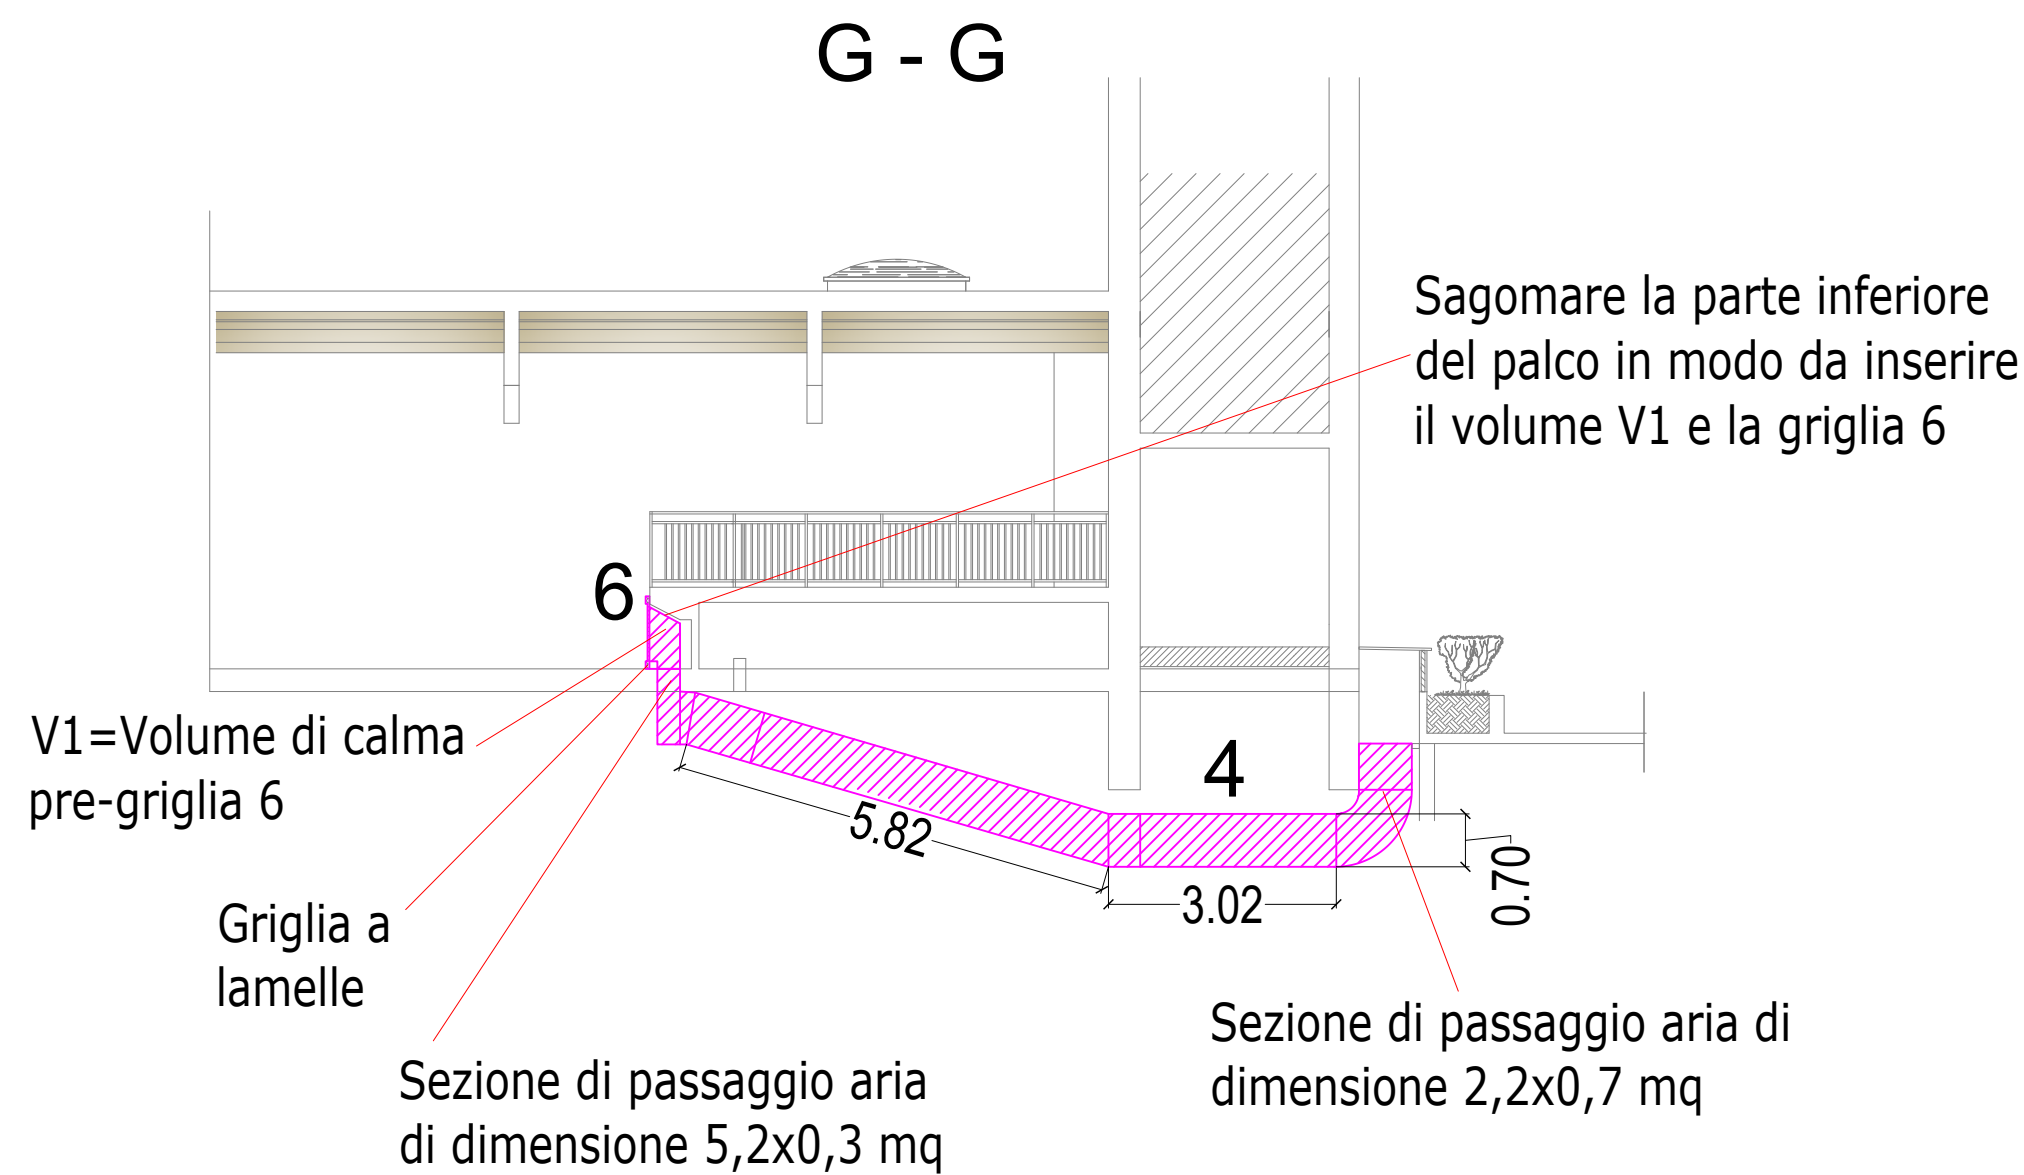 G - G
Sagomare la parte inferiore
del palco in modo da inserire
il volume V1 e la griglia 6
6
V1=Volume di calma
pre-griglia 6
4
5.82
3.02
0.70
Griglia a
lamelle
Sezione di passaggio aria di
dimensione 2,2x0,7 mq
Sezione di passaggio aria
di dimensione 5,2x0,3 mq